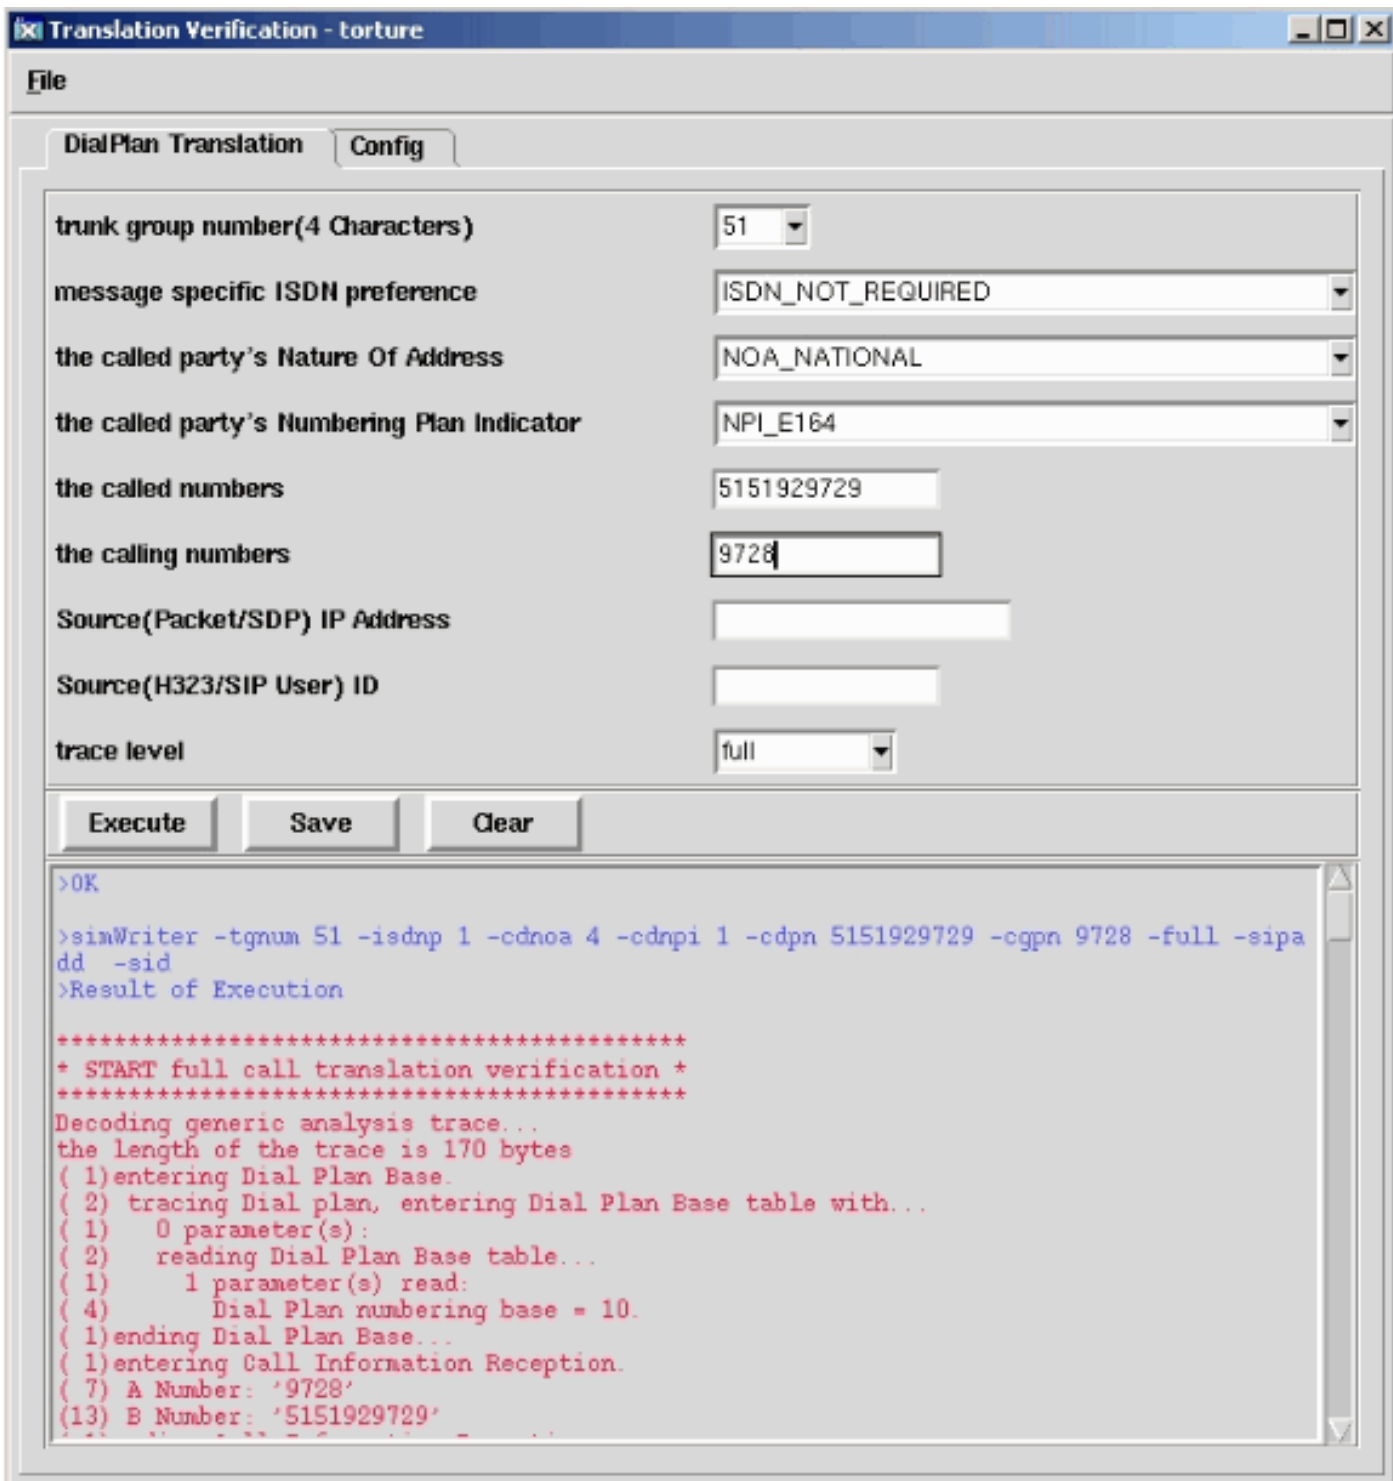 Translation Verification - torture
File
DialPlan Translation Config
trunk group number(4 Characters) 51
message specific ISDN preference ISDN_NOT_REQUIRED
the called party's Nature Of Address NOA_NATIONAL
the called party's Numbering Plan Indicator NPI_E164
the called numbers 5151929729
the calling numbers 9728
Source(Packet/SDP) IP Address
Source(H323/SIP User) ID
trace level full
Execute Save Clear
>OK
>simWriter -tgnum 51 -isdnp 1 -cdnoa 4 -cdnpi 1 -cdpn 5151929729 -cgpn 9728 -full -sipa
dd -sid
>Result of Execution
********************************************
* START full call translation verification *
********************************************
Decoding generic analysis trace...
the length of the trace is 170 bytes
( 1)entering Dial Plan Base.
( 2) tracing Dial plan, entering Dial Plan Base table with...
( 1) 0 parameter(s):
( 2) reading Dial Plan Base table...
( 1) 1 parameter(s) read:
( 4) Dial Plan numbering base = 10.
( 1)ending Dial Plan Base...
( 1)entering Call Information Reception.
( 7) A Number: '9728'
(13) B Number: '5151929729'